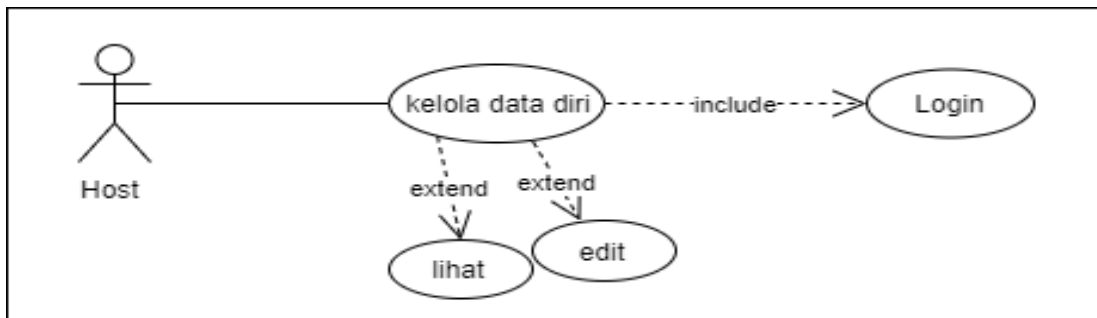 kelola data diri
include
Login
Host
extend
extend
lihat
edit